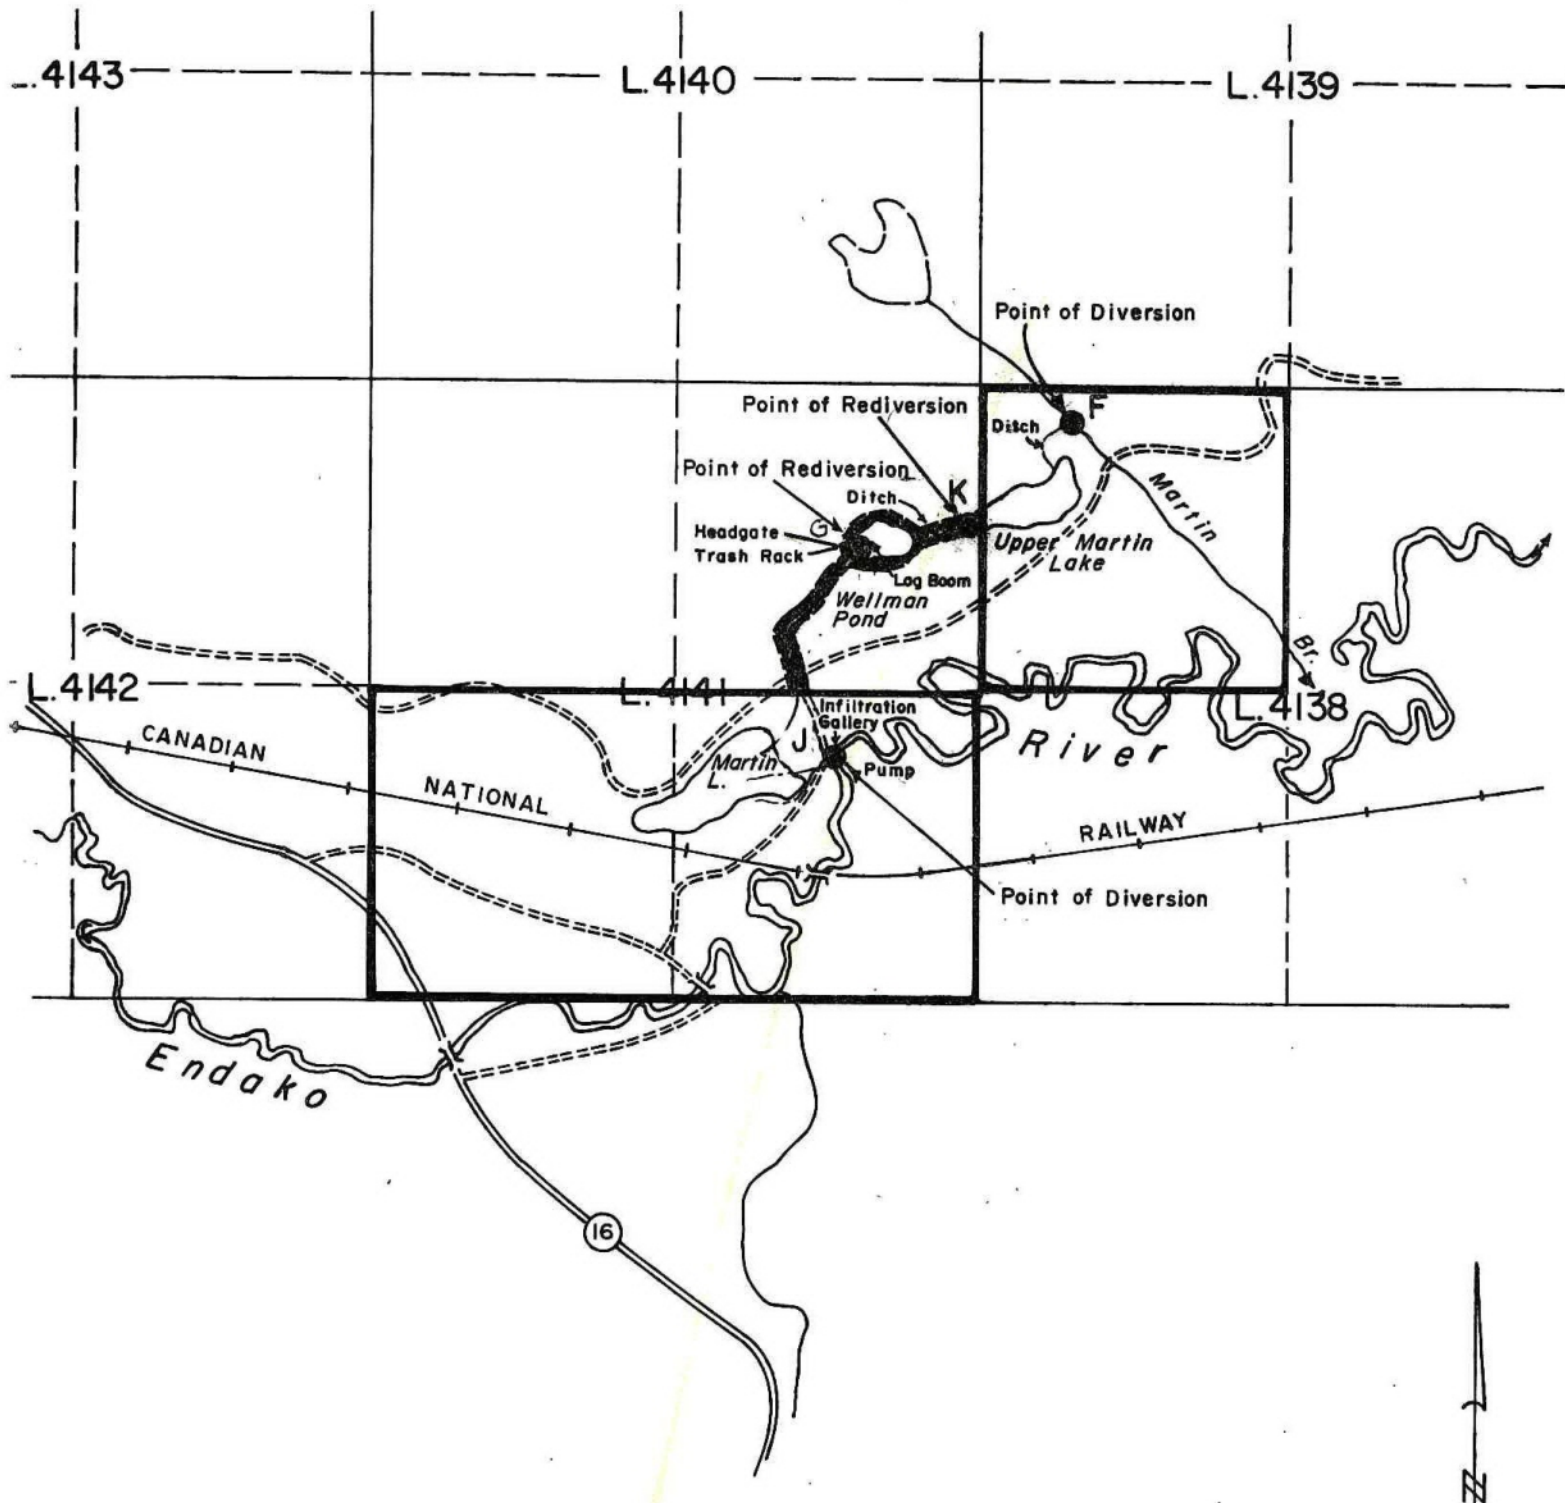 L.4143
L.4140
L.4139
Point of Diversion
Point of Rediversion
F
Ditch
Point of Rediversion
K
Ditch
G
Headgate
Trash Rack
Martin
Upper Martin
Lake
Log Boom
Wellman
Pond
Br.
L.4142
L.4141
L.4138
Infiltration
Gallery
J
River
CANADIAN
Martin
L.
Pump
NATIONAL
RAILWAY
Point of Diversion
Endako
16
N